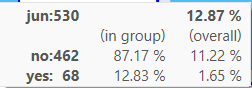 jun:530 12.87 %
(in group) (overall)
no:462 87.17 % 11.22 %
yes: 68 12.83 % 1.65 %